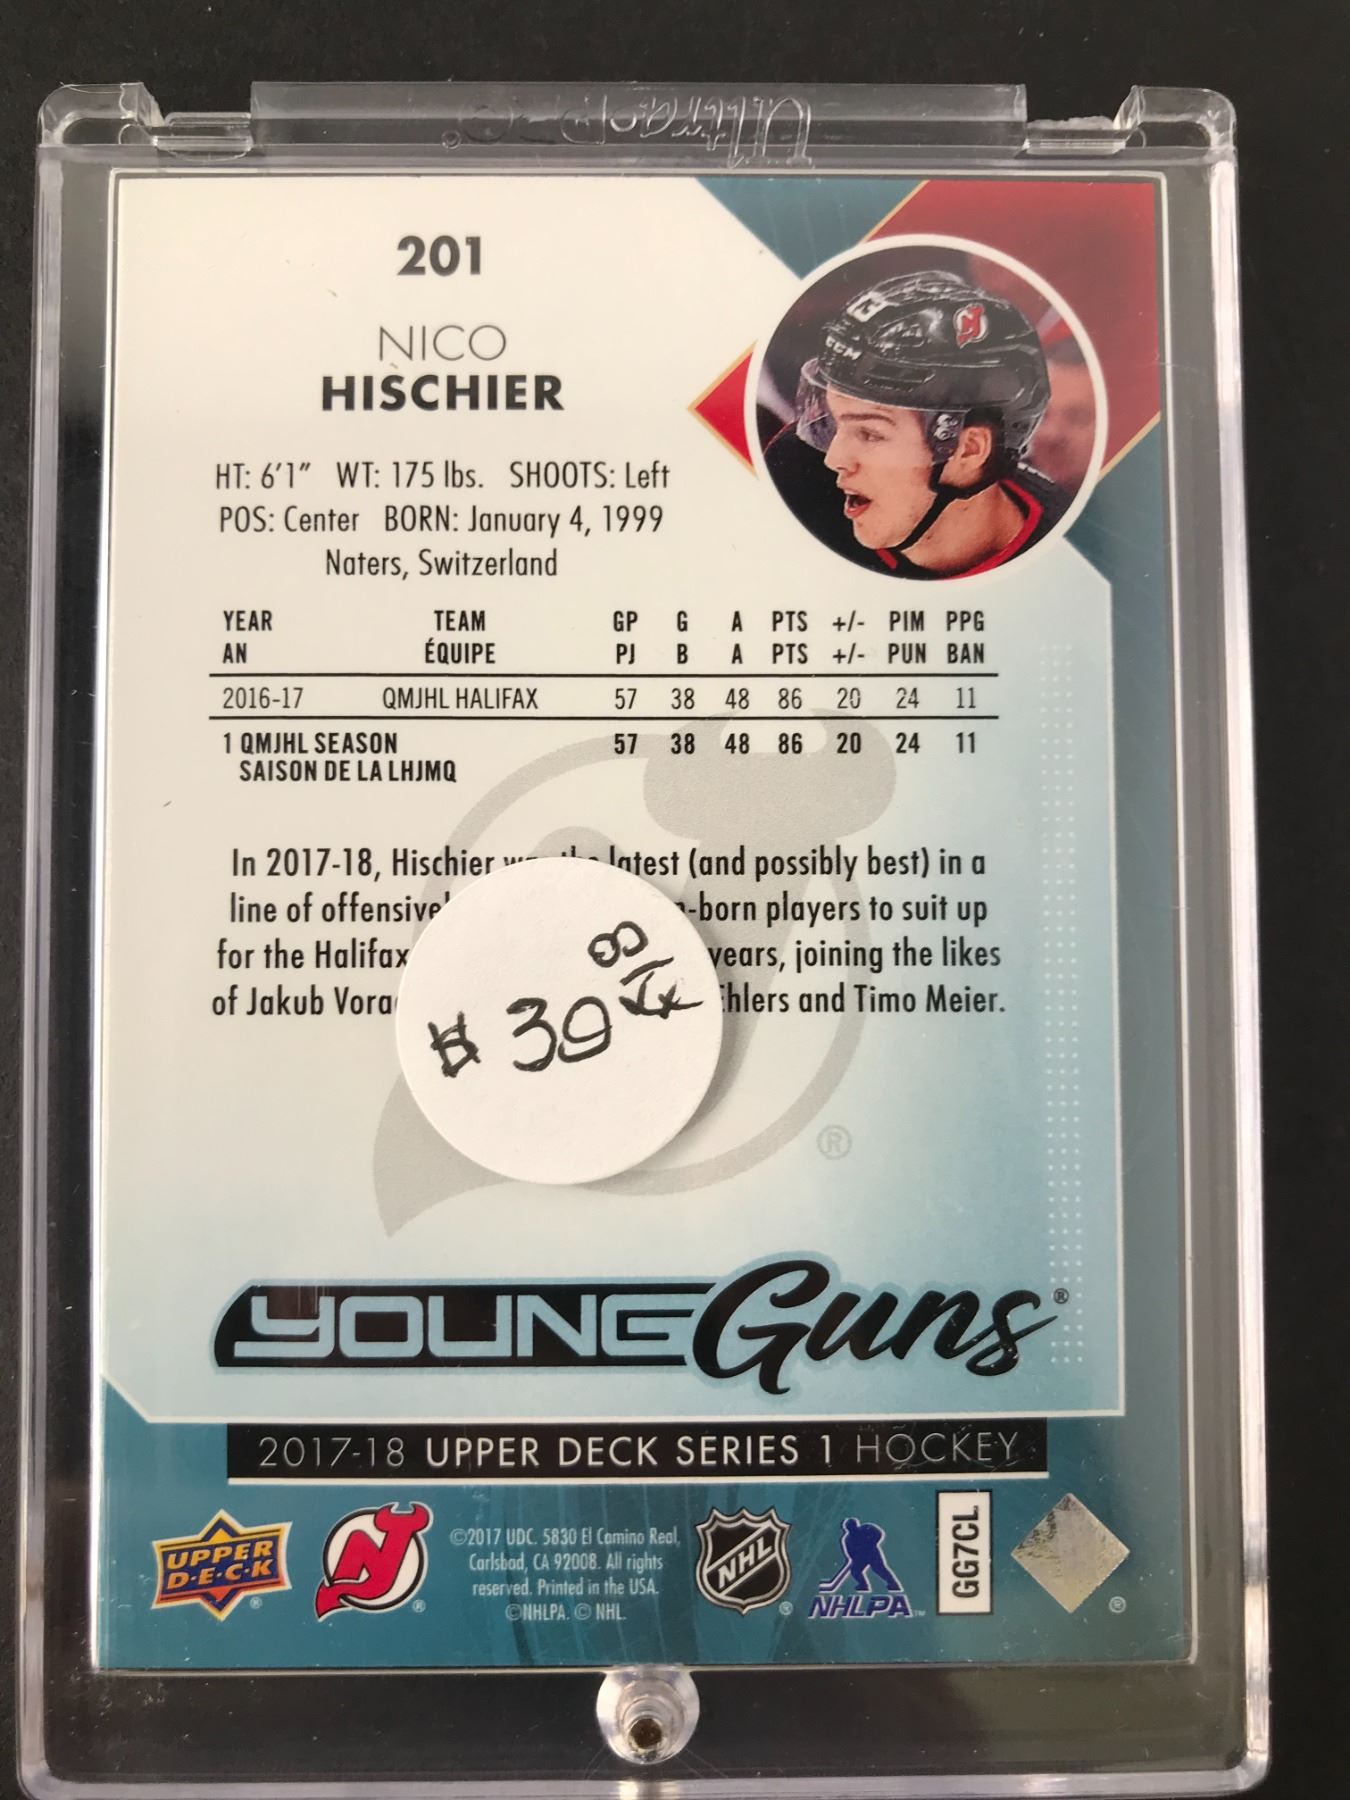 UltraPRO
201
NICO
HISCHIER
HT: 6'1" WT: 175 lbs. SHOOTS: Left
POS: Center BORN: January 4, 1999
Naters, Switzerland
CCM
YEAR TEAM GP G A PTS +/- PIM PPG
AN ÉQUIPE PJ B A PTS +/- PUN BAN
2016-17 QMJHL HALIFAX 57 38 48 86 20 24 11
1 QMJHL SEASON 57 38 48 86 20 24 11
SAISON DE LA LHJMQ
In 2017-18, Hischier latest (and possibly best) in a
line of -born players to suit up
for the Halifax years, joining the likes
of Jakub Ehlers and Timo Meier.
$ 39
®
YOUNG Guns®
2017-18 UPPER DECK SERIES 1 HOCKEY
UPPER
D·E·C·K
©2017 UDC. 5830 El Camino Real,
Carlsbad, CA 92008. All rights
reserved. Printed in the USA.
©NHLPA. © NHL.
NHL
NHLPA™
GG7CL